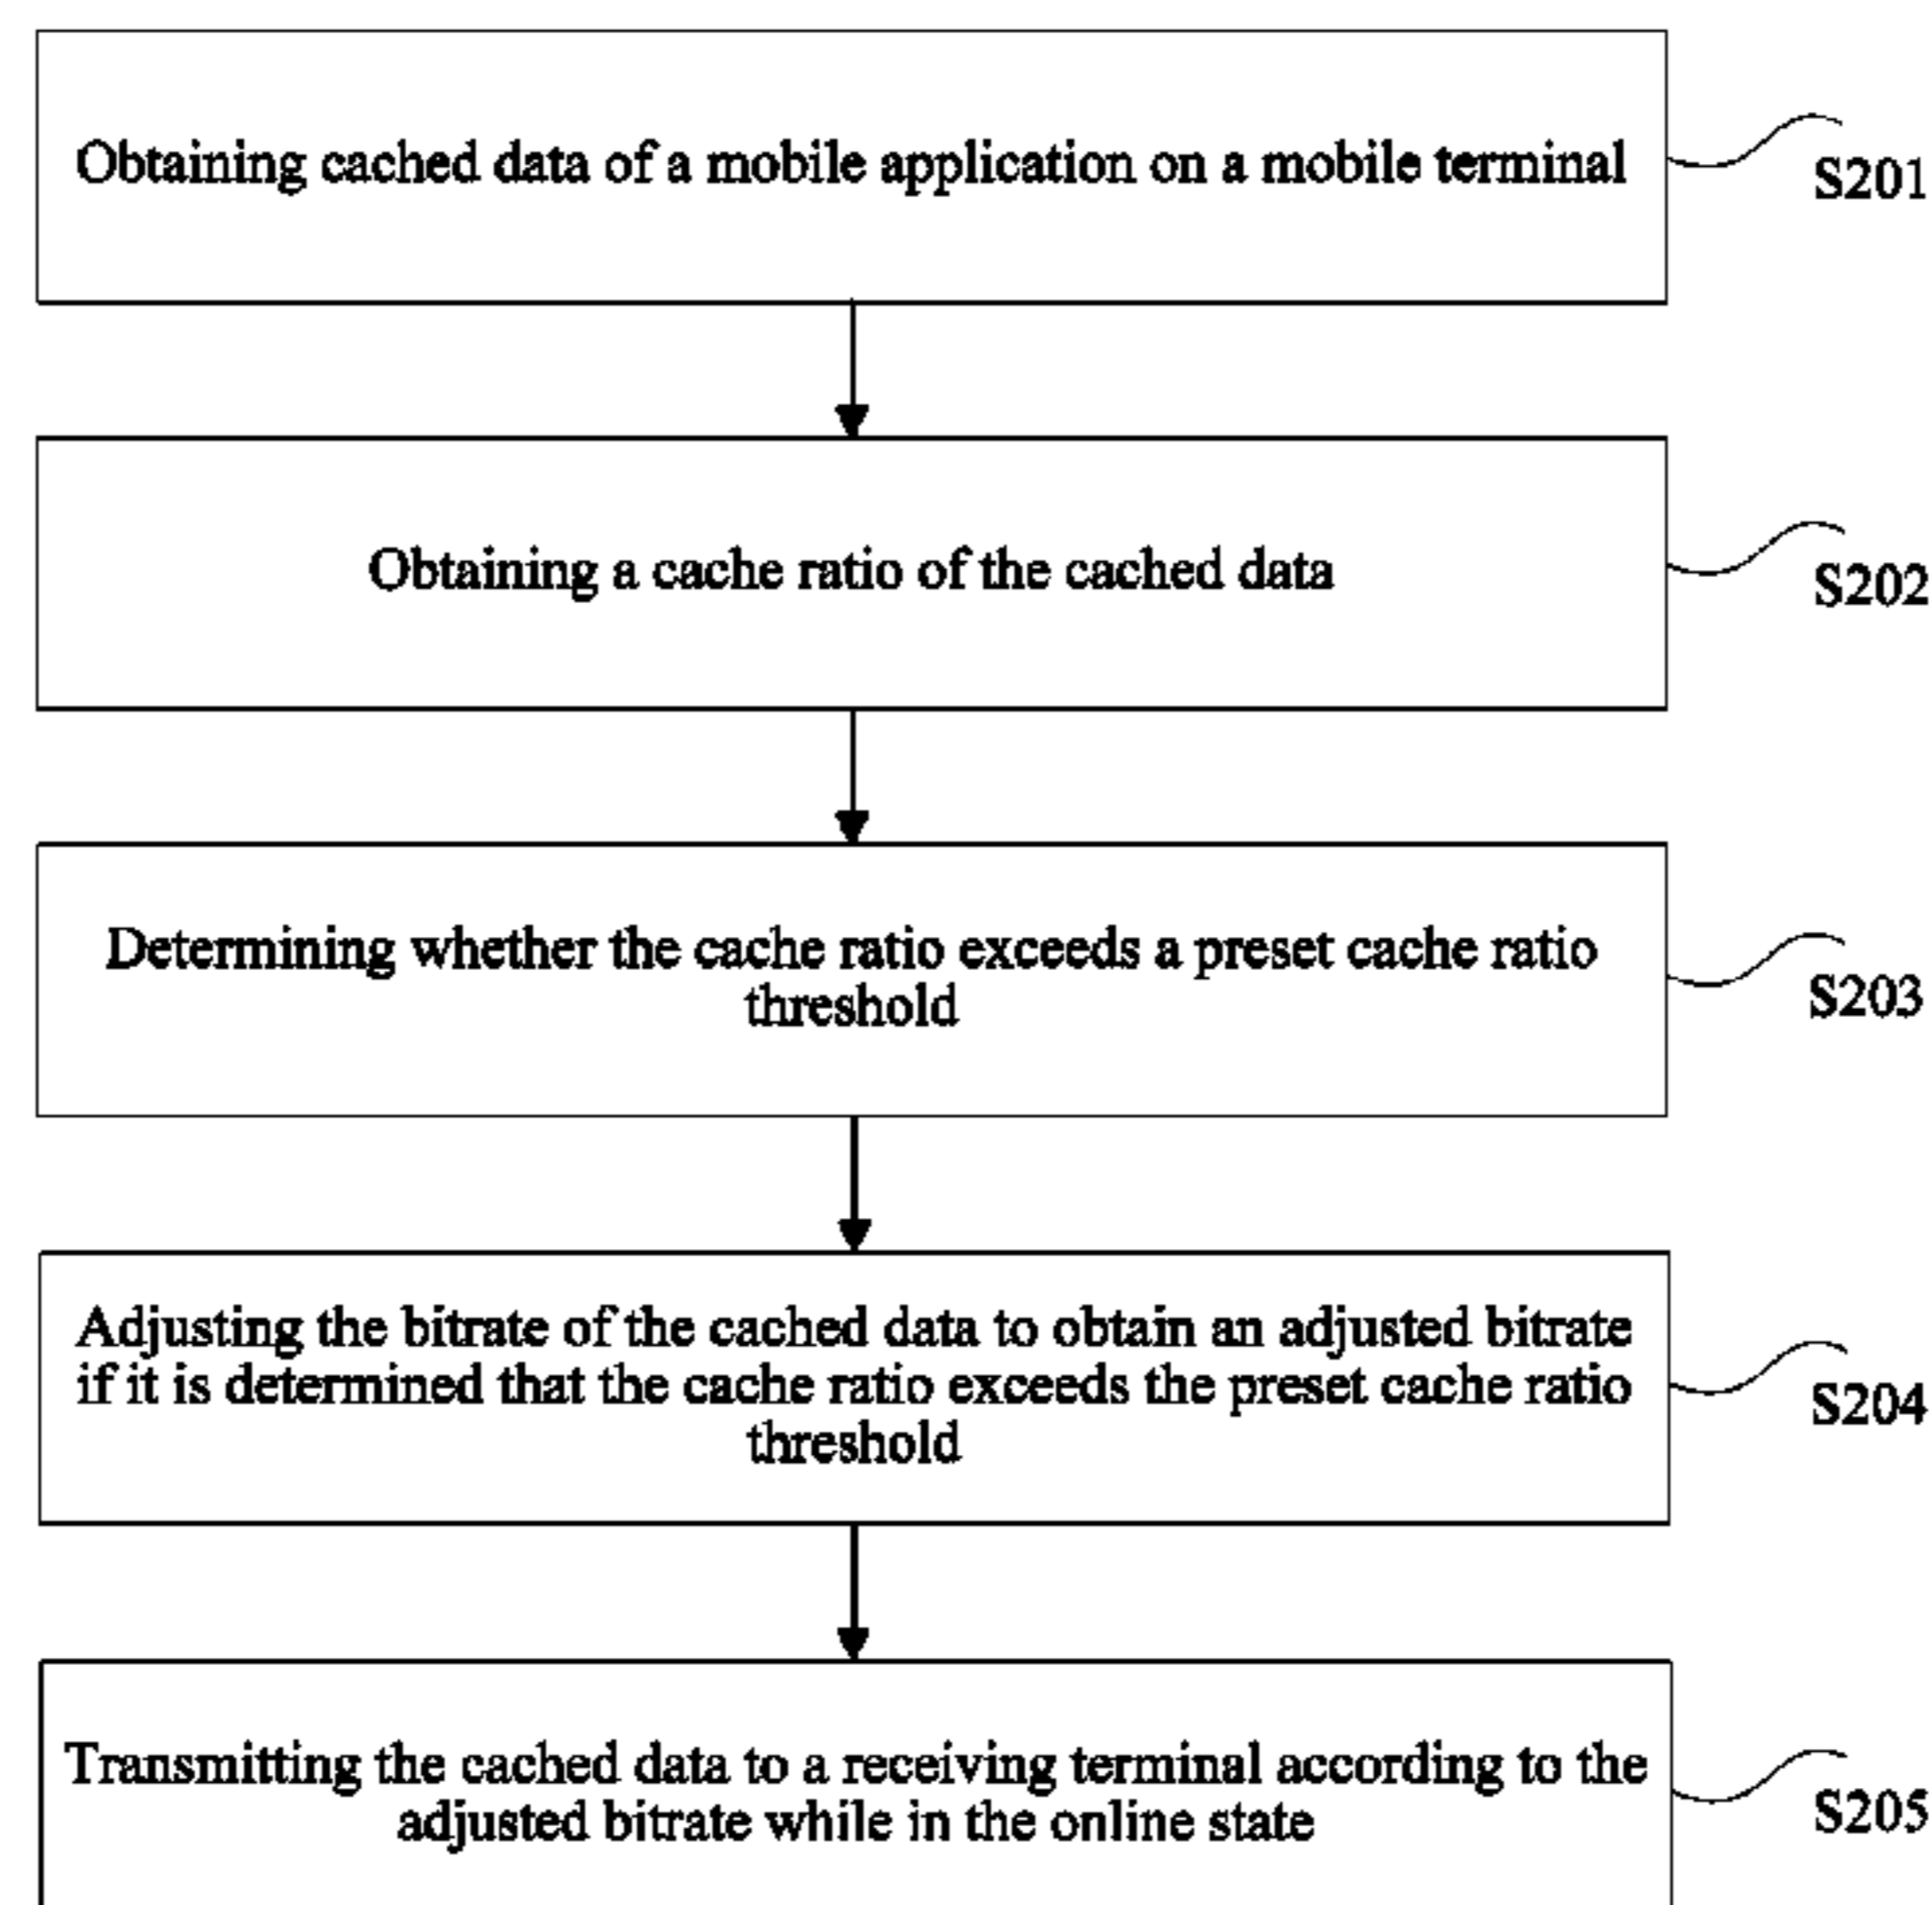 Obtaining cached data of a mobile application on a mobile terminal
S201
Obtaining a cache ratio of the cached data
S202
Determining whether the cache ratio exceeds a preset cache ratio
threshold
S203
Adjusting the bitrate of the cached data to obtain an adjusted bitrate
if it is determined that the cache ratio exceeds the preset cache ratio
threshold
S204
Transmitting the cached data to a receiving terminal according to the
adjusted bitrate while in the online state
S205